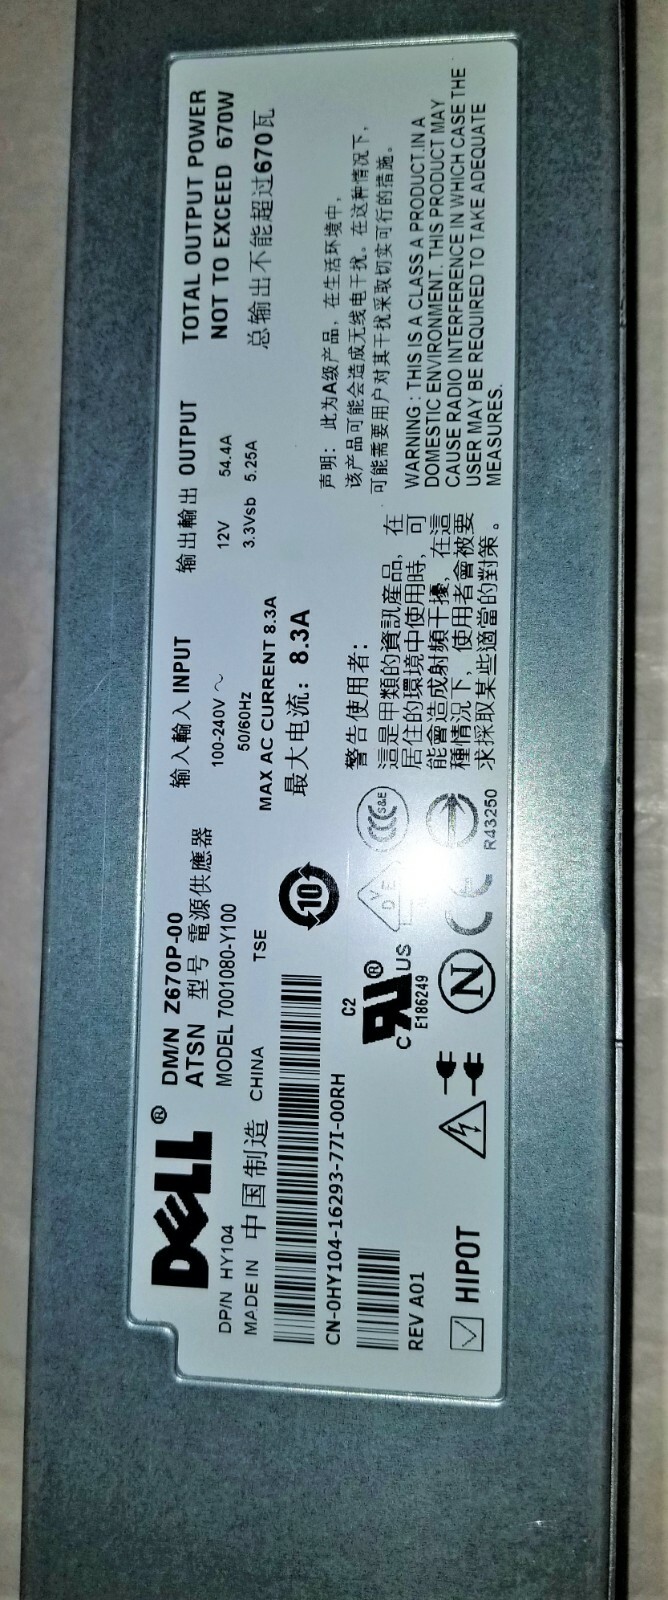 DELL®
DM/N Z670P-00
ATSN 型号 電源供應器
MODEL 7001080-Y100
DP/N HY104
MADE IN 中国制造 CHINA
TSE
CN-0HY104-16293-77I-00RH
REV A01
HIPOT
输入輸入 INPUT
100-240V ~
50/60Hz
MAX AC CURRENT 8.3A
最大电流: 8.3A
输出輸出 OUTPUT
12V 54.4A
3.3Vsb 5.25A
TOTAL OUTPUT POWER
NOT TO EXCEED 670W
总输出不能超过670瓦
10
C2
C UR® US
E186249
DVE
CCC S&E
N
CE
R43250
警告使用者:
這是甲類的資訊產品, 在
居住的環境中使用時, 可
能會造成射頻干擾, 在這
種情況下, 使用者會被要
求採取某些適當的對策。
声明: 此为A级产品, 在生活环境中,
该产品可能会造成无线电干扰。在这种情况下,
可能需要用户对其干扰采取切实可行的措施。
WARNING : THIS IS A CLASS A PRODUCT.IN A
DOMESTIC ENVIRONMENT. THIS PRODUCT MAY
CAUSE RADIO INTERFERENCE IN WHICH CASE THE
USER MAY BE REQUIRED TO TAKE ADEQUATE
MEASURES.